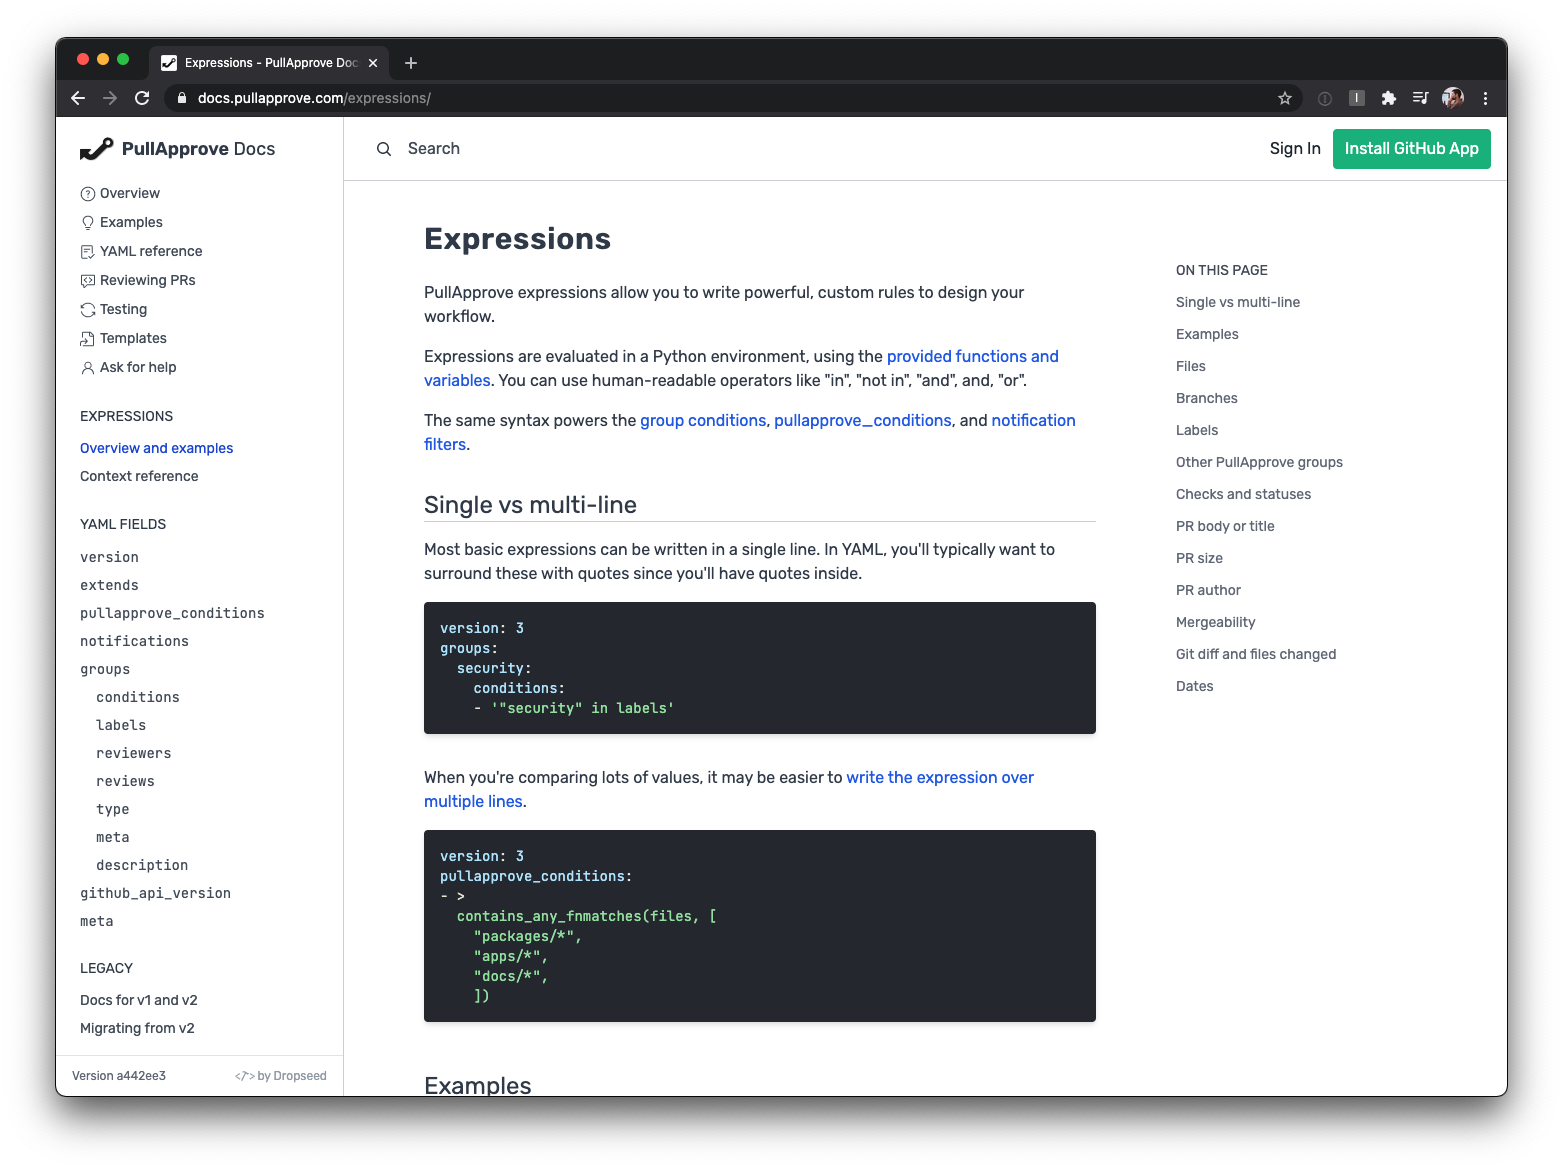 Expressions - PullApprove Doc
docs.pullapprove.com/expressions/
PullApprove Docs
Overview
Examples
YAML reference
Reviewing PRs
Testing
Templates
Ask for help
EXPRESSIONS
Overview and examples
Context reference
YAML FIELDS
version
extends
pullapprove_conditions
notifications
groups
conditions
labels
reviewers
reviews
type
meta
description
github_api_version
meta
LEGACY
Docs for v1 and v2
Migrating from v2
Version a442ee3
by Dropseed
Search
Sign In
Install GitHub App
Expressions
PullApprove expressions allow you to write powerful, custom rules to design your
workflow.
Expressions are evaluated in a Python environment, using the provided functions and
variables. You can use human-readable operators like "in", "not in", "and", and, "or".
The same syntax powers the group conditions, pullapprove_conditions, and notification
filters.
Single vs multi-line
Most basic expressions can be written in a single line. In YAML, you'll typically want to
surround these with quotes since you'll have quotes inside.
version: 3
groups:
  security:
    conditions:
    - '"security" in labels'
When you're comparing lots of values, it may be easier to write the expression over
multiple lines.
version: 3
pullapprove_conditions:
- >
  contains_any_fnmatches(files, [
    "packages/*",
    "apps/*",
    "docs/*",
    ])
Examples
ON THIS PAGE
Single vs multi-line
Examples
Files
Branches
Labels
Other PullApprove groups
Checks and statuses
PR body or title
PR size
PR author
Mergeability
Git diff and files changed
Dates